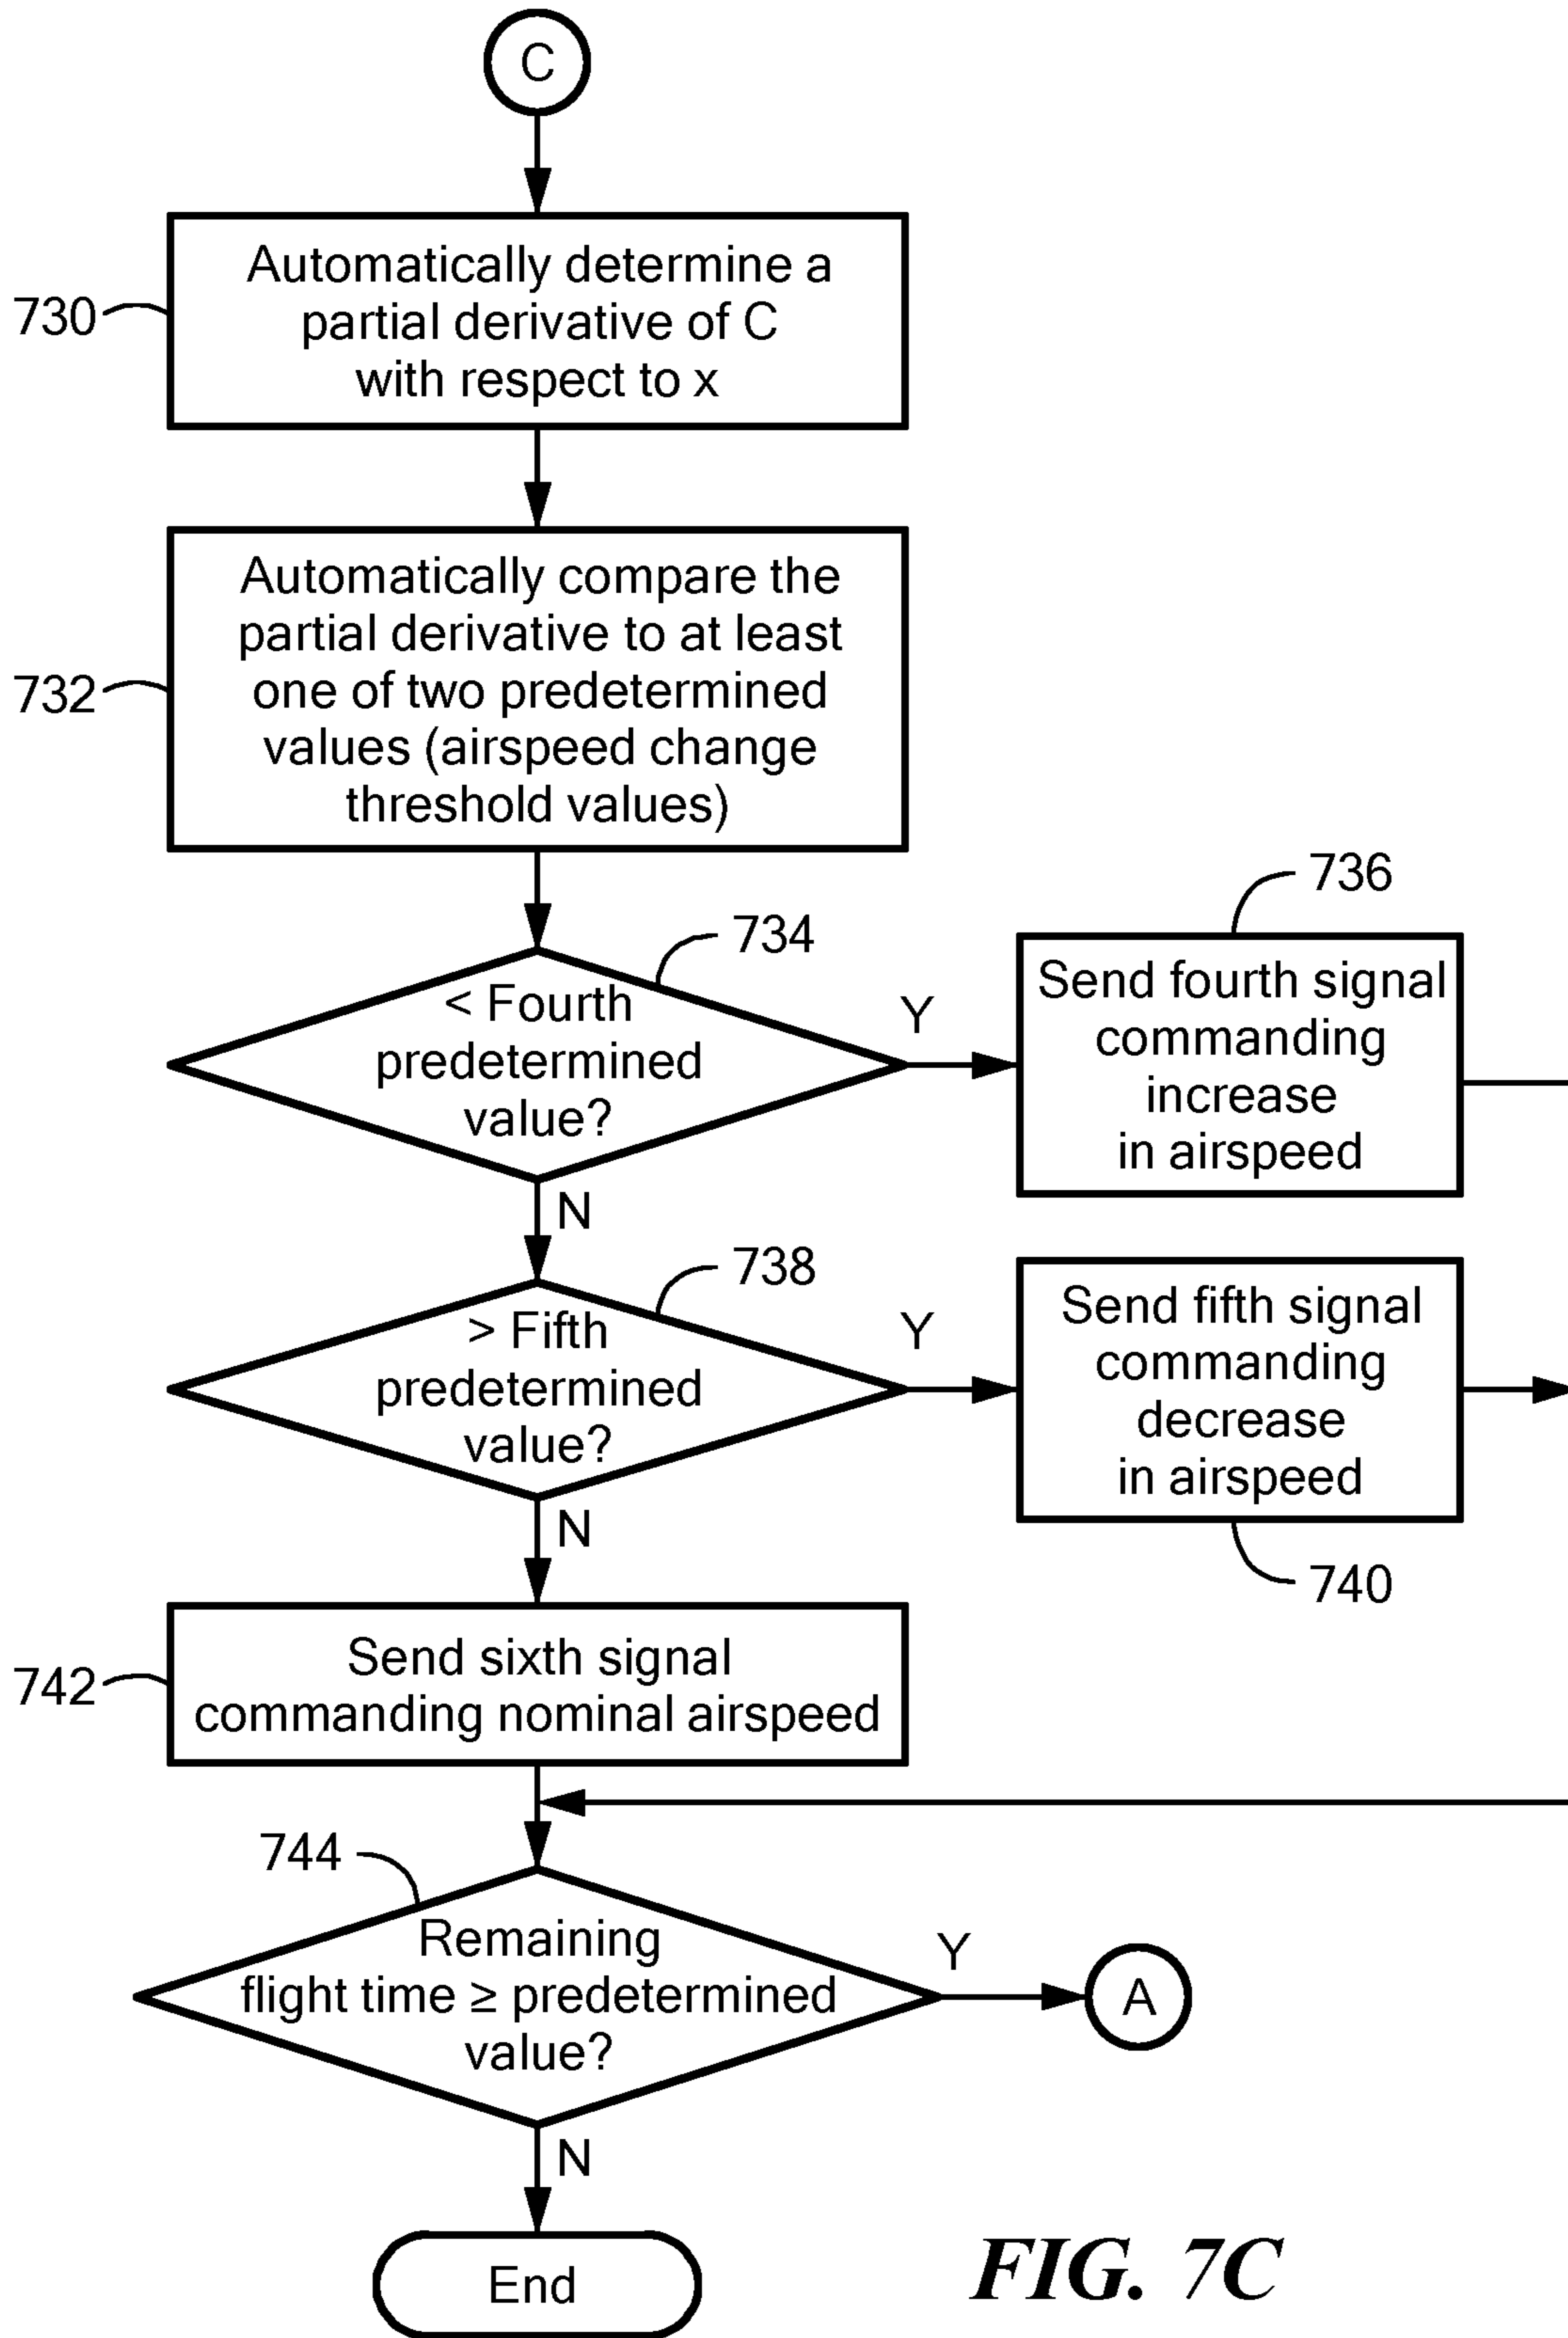 C
730
Automatically determine a
partial derivative of C
with respect to x
732
Automatically compare the
partial derivative to at least
one of two predetermined
values (airspeed change
threshold values)
734
< Fourth
predetermined
value?
Y
736
Send fourth signal
commanding
increase
in airspeed
N
738
> Fifth
predetermined
value?
Y
Send fifth signal
commanding
decrease
in airspeed
740
N
742
Send sixth signal
commanding nominal airspeed
744
Remaining
flight time ≥ predetermined
value?
Y
A
N
End
FIG. 7C